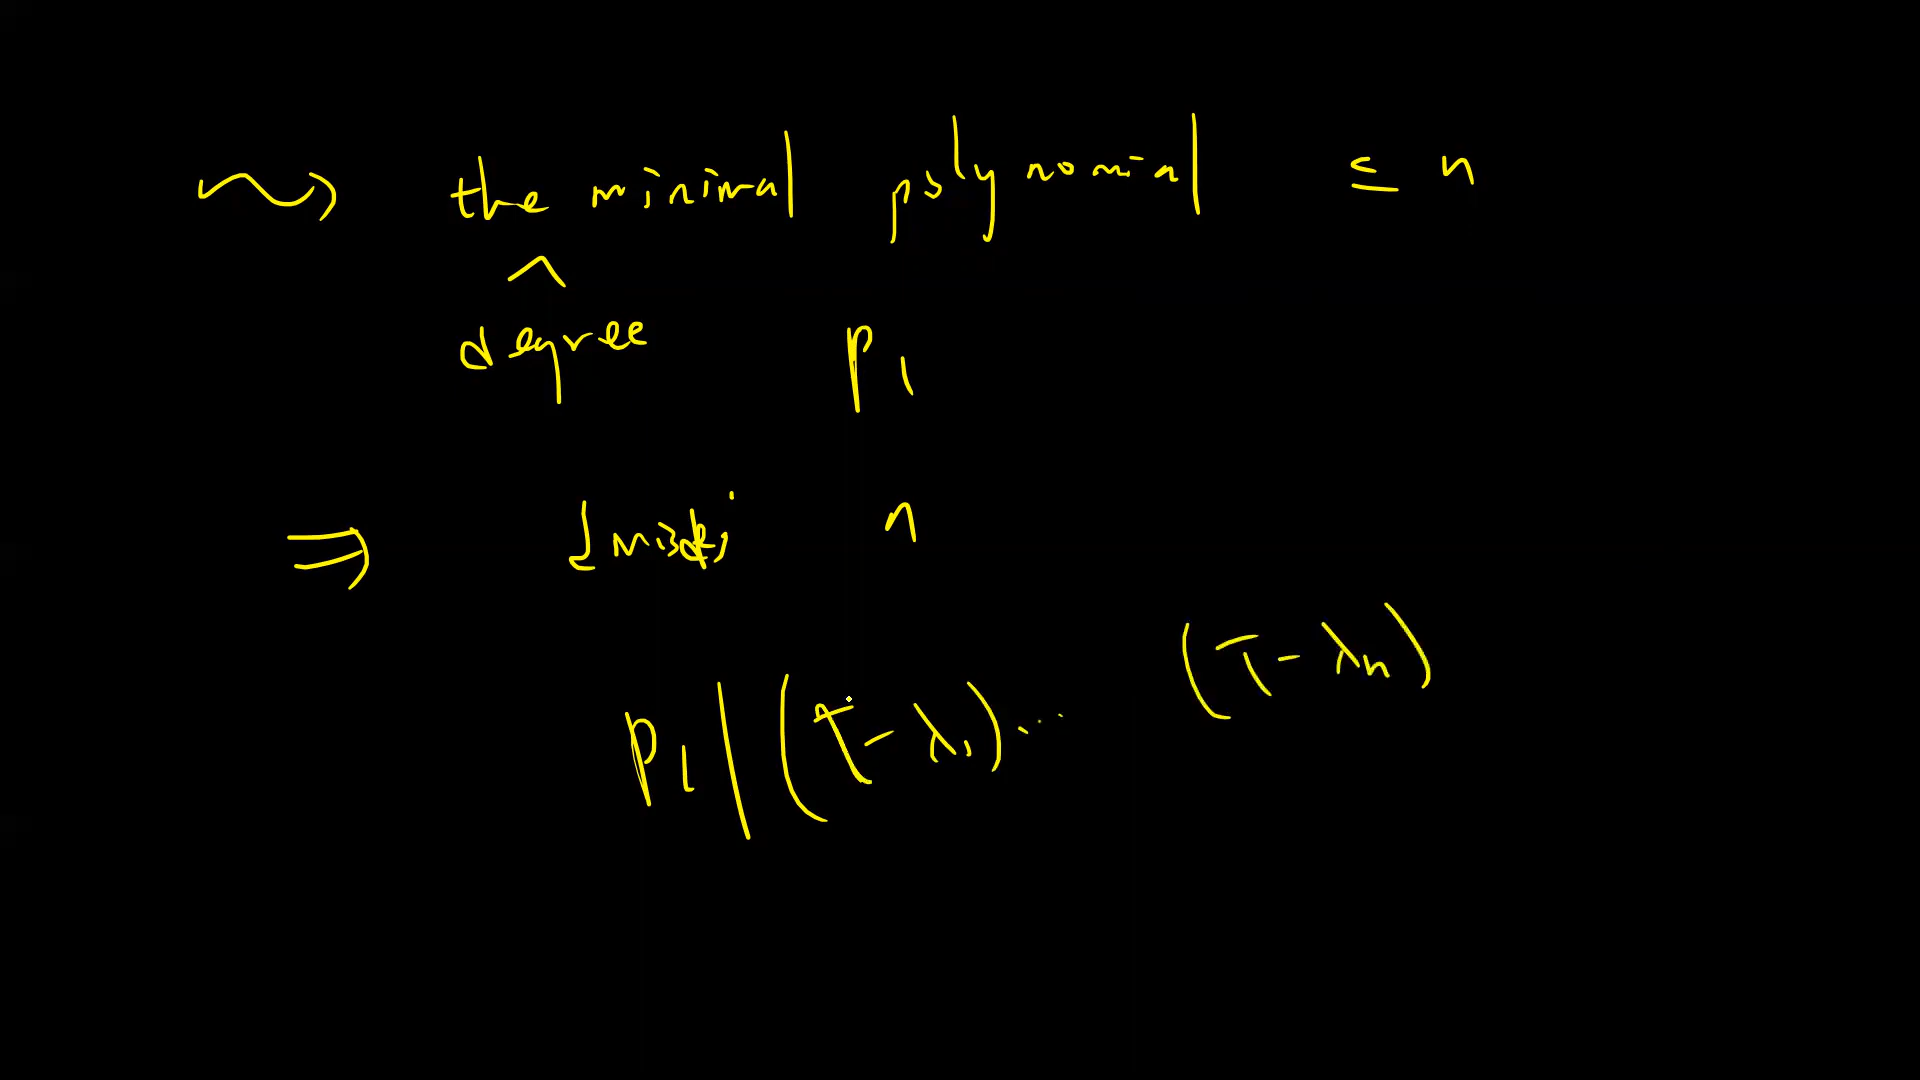 ⇝ the minimal polynomial ≤ n
^
degree P₁
⇒ n
P₁ | (T - λ₁) ... (T - λₙ)